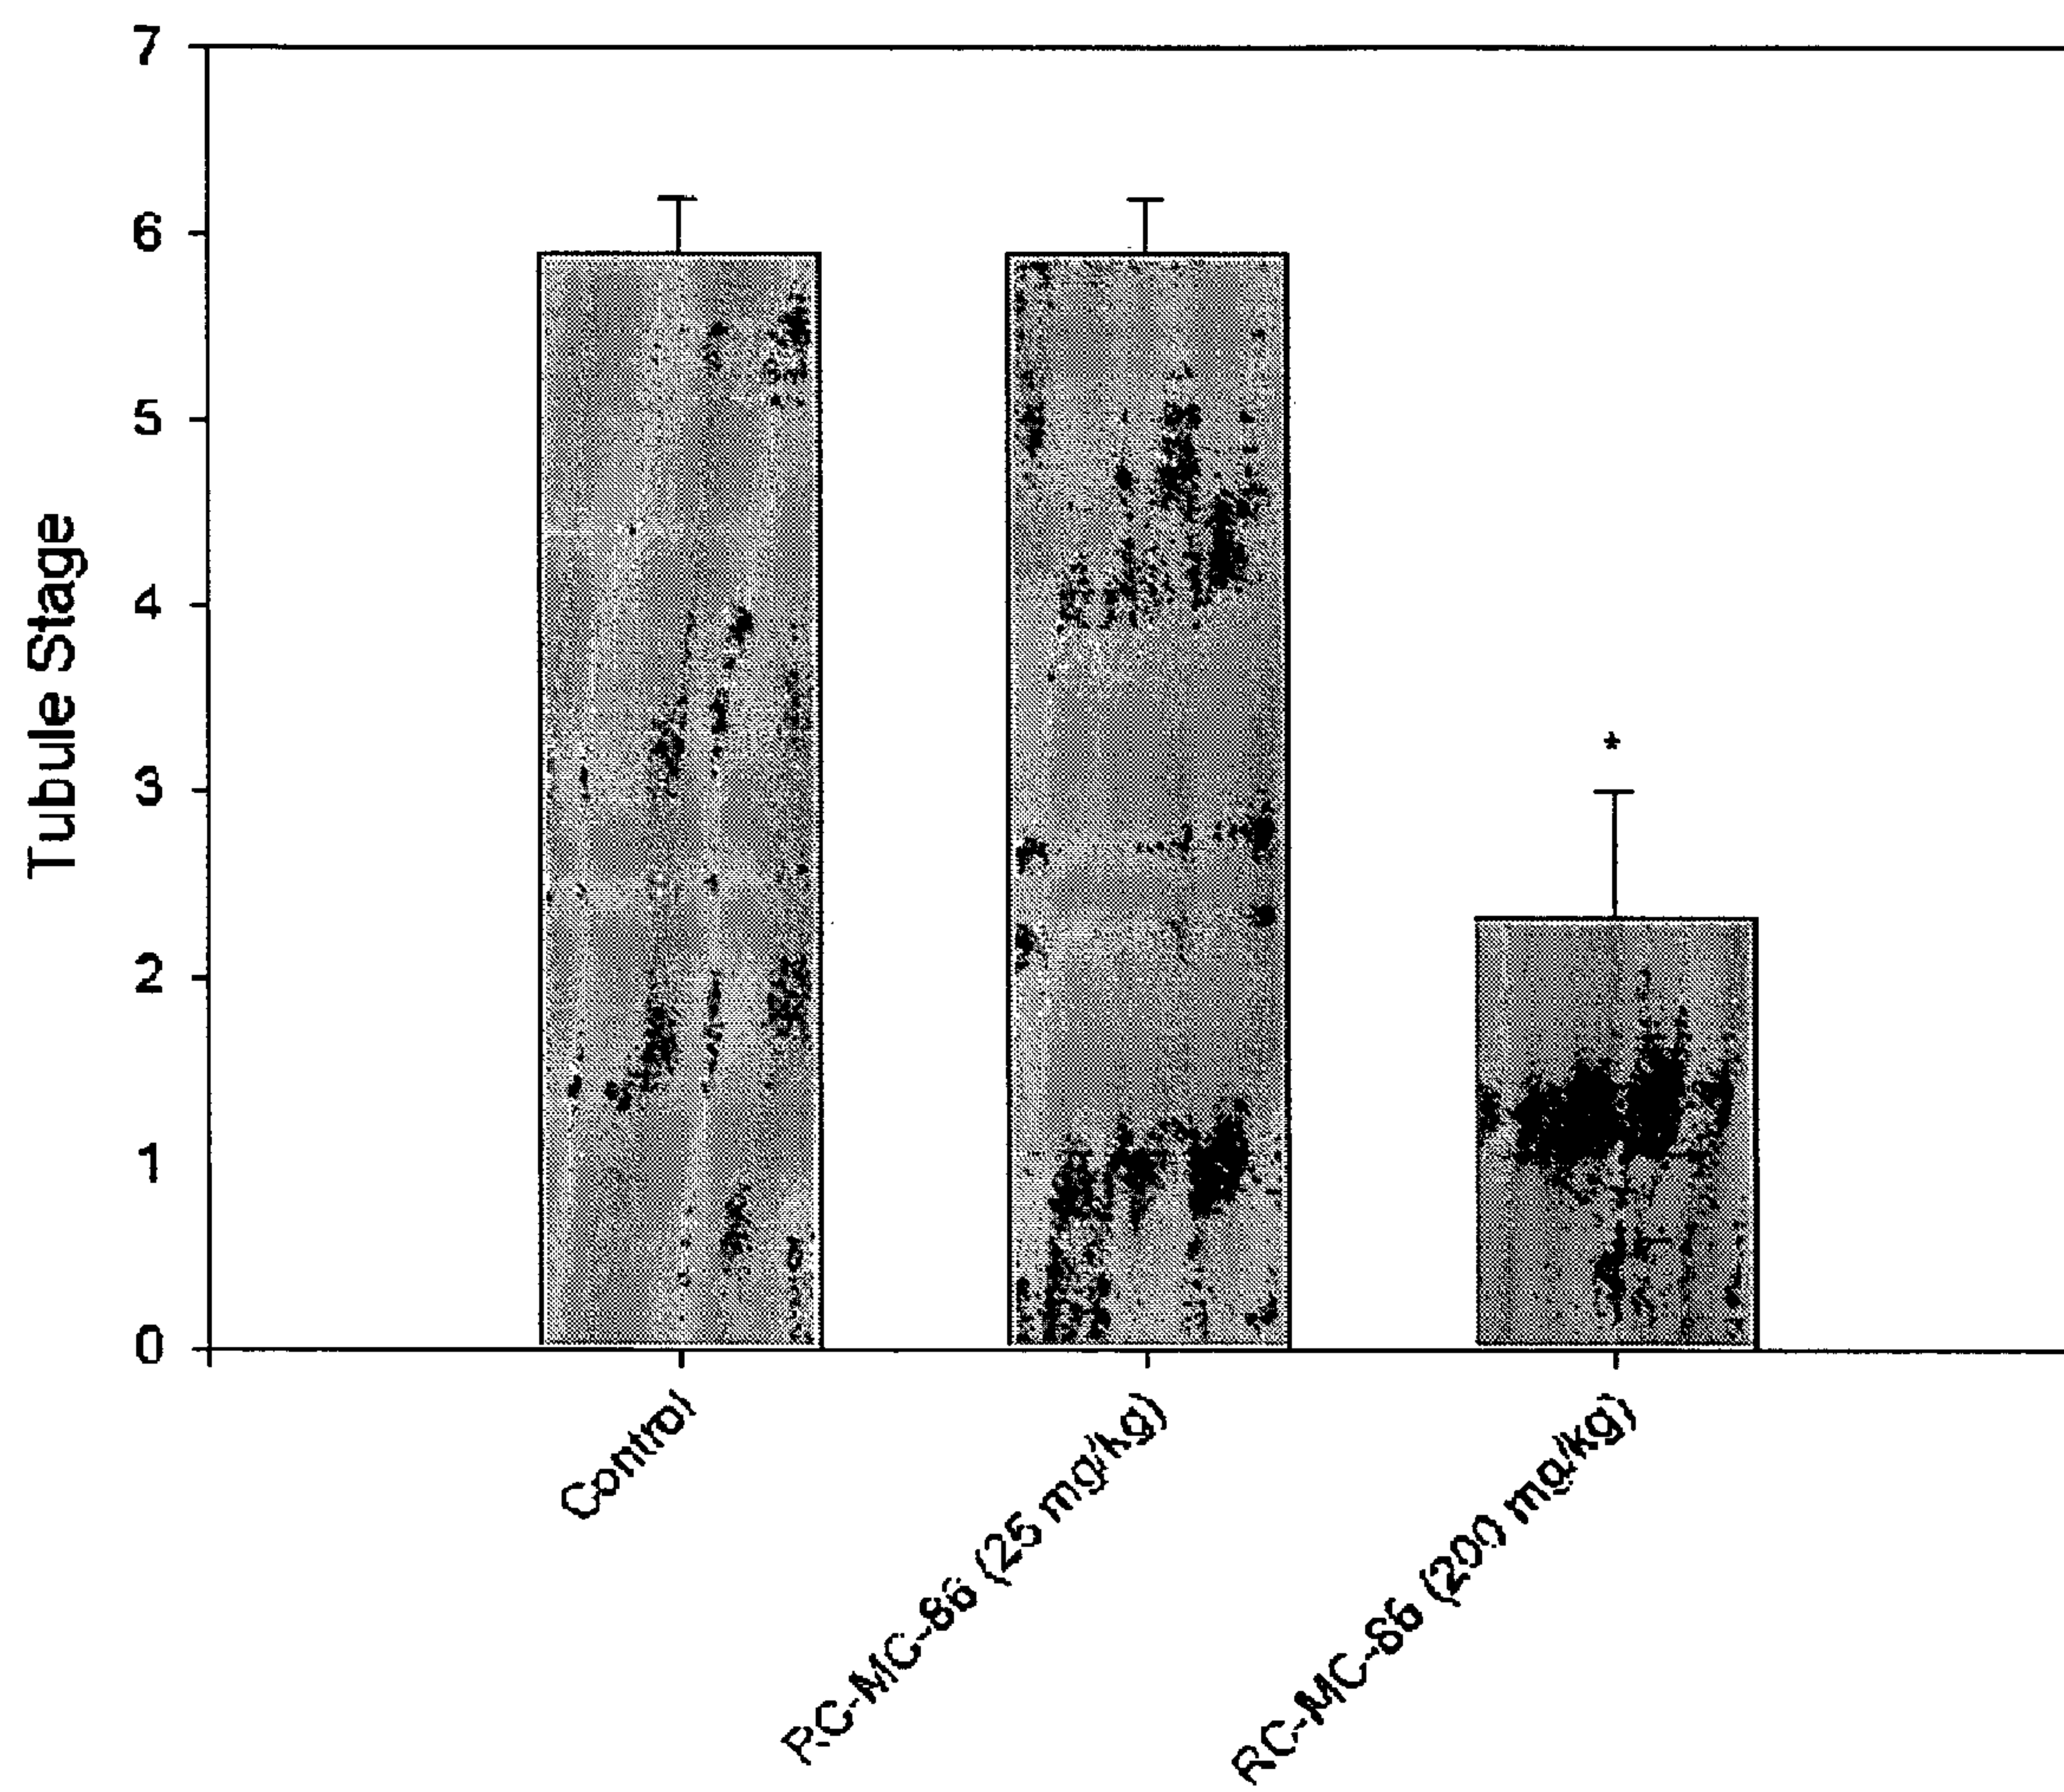 7
6
5
4
3
2
1
0
Tubule Stage
*
Control
RC-MC-86 (25 mg/kg)
RC-MC-86 (200 mg/kg)